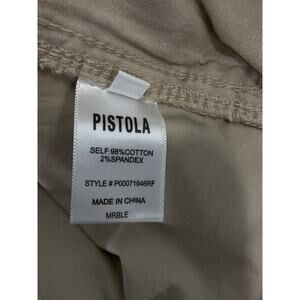 PISTOLA
SELF:98%COTTON
2%SPANDEX
STYLE # P00071946RF
MADE IN CHINA
MRBLE